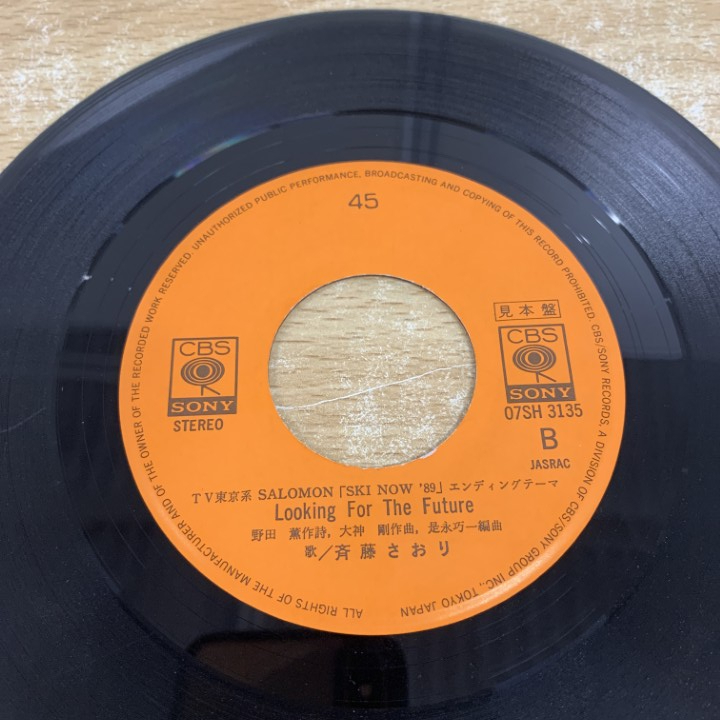 UNAUTHORIZED PUBLIC PERFORMANCE, BROADCASTING AND COPYING OF THIS RECORD PROHIBITED. CBS/SONY RECORDS, A DIVISION OF CBS/SONY GROUP INC., TOKYO JAPAN
ALL RIGHTS OF THE MANUFACTURER AND OF THE OWNER OF THE RECORDED WORK RESERVED.
45
見本盤
CBS
SONY
STEREO
CBS
SONY
07SH 3135
B
JASRAC
TV東京系 SALOMON「SKI NOW '89」エンディングテーマ
Looking For The Future
野田 薫作詩, 大神 剛作曲, 是永巧一編曲
歌/斉藤さおり